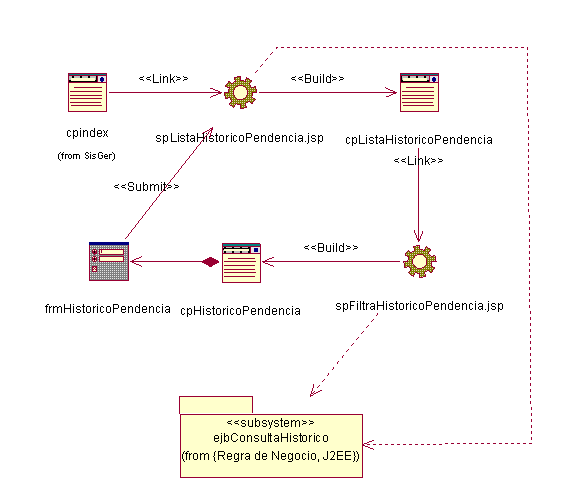 <<Link>>
<<Build>>
cpindex
(from SisGer)
spListaHistoricoPendencia.jsp
cpListaHistoricoPendencia
<<Link>>
<<Submit>>
<<Build>>
frmHistoricoPendencia
cpHistoricoPendencia
spFiltraHistoricoPendencia.jsp
<<subsystem>>
ejbConsultaHistorico
(from {Regra de Negocio, J2EE})